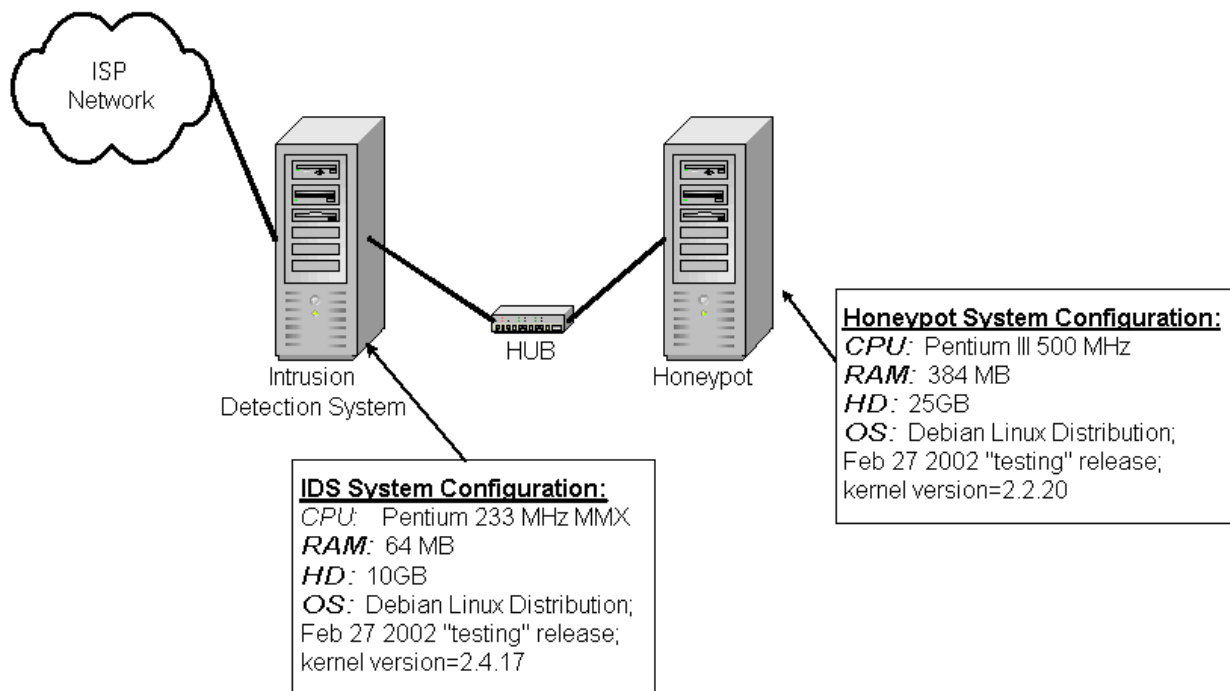 ISP
Network
Intrusion
Detection System
HUB
Honeypot
Honeypot System Configuration:
CPU: Pentium III 500 MHz
RAM: 384 MB
HD: 25GB
OS: Debian Linux Distribution;
Feb 27 2002 "testing" release;
kernel version=2.2.20
IDS System Configuration:
CPU: Pentium 233 MHz MMX
RAM: 64 MB
HD: 10GB
OS: Debian Linux Distribution;
Feb 27 2002 "testing" release;
kernel version=2.4.17